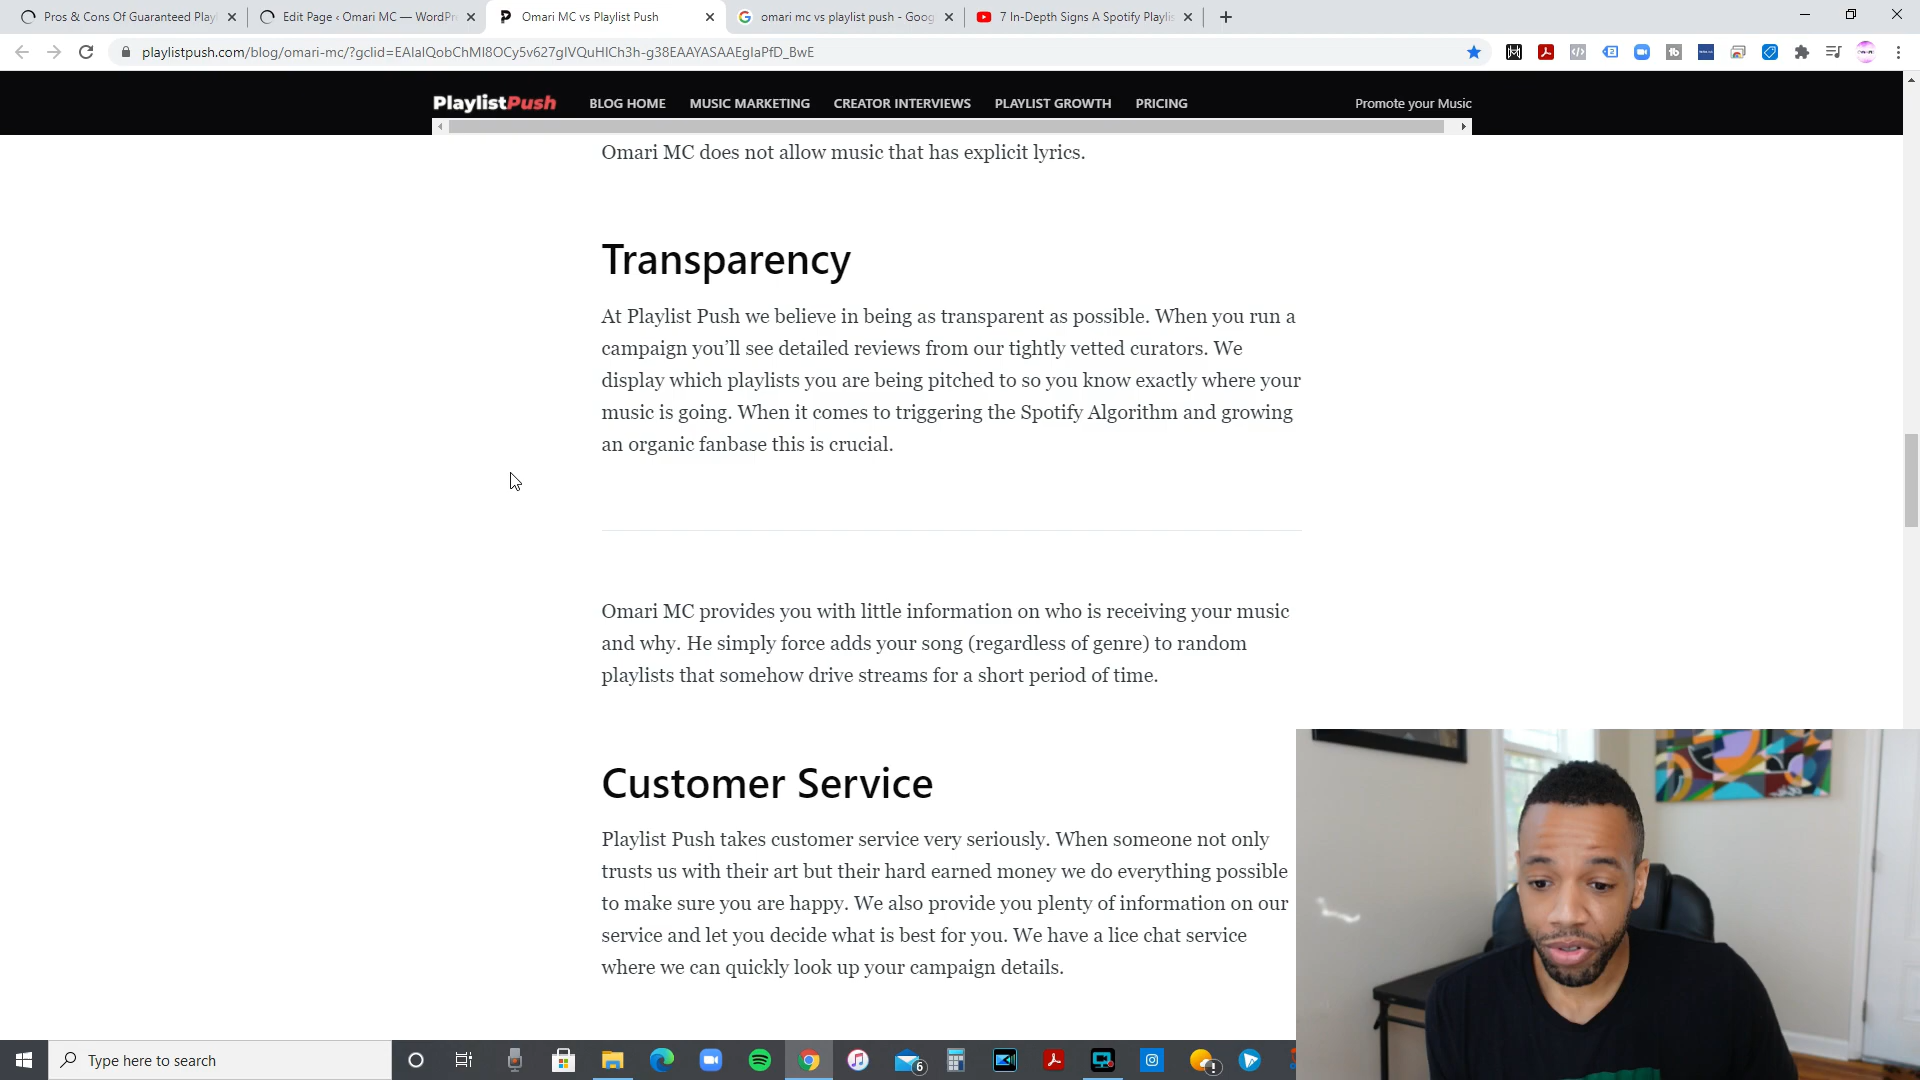 Pros & Cons Of Guaranteed Play
Edit Page ‹ Omari MC — WordPr
Omari MC vs Playlist Push
omari mc vs playlist push - Goog
7 In-Depth Signs A Spotify Playlis
playlistpush.com/blog/omari-mc/?gclid=EAIaIQobChMI8OCy5v627gIVQuHICh3h-g38EAAYASAAEgIaPfD_BwE
PlaylistPush
BLOG HOME
MUSIC MARKETING
CREATOR INTERVIEWS
PLAYLIST GROWTH
PRICING
Promote your Music
Omari MC does not allow music that has explicit lyrics.
Transparency
At Playlist Push we believe in being as transparent as possible. When you run a
campaign you’ll see detailed reviews from our tightly vetted curators. We
display which playlists you are being pitched to so you know exactly where your
music is going. When it comes to triggering the Spotify Algorithm and growing
an organic fanbase this is crucial.
Omari MC provides you with little information on who is receiving your music
and why. He simply force adds your song (regardless of genre) to random
playlists that somehow drive streams for a short period of time.
Customer Service
Playlist Push takes customer service very seriously. When someone not only
trusts us with their art but their hard earned money we do everything possible
to make sure you are happy. We also provide you plenty of information on our
service and let you decide what is best for you. We have a lice chat service
where we can quickly look up your campaign details.
Type here to search
6